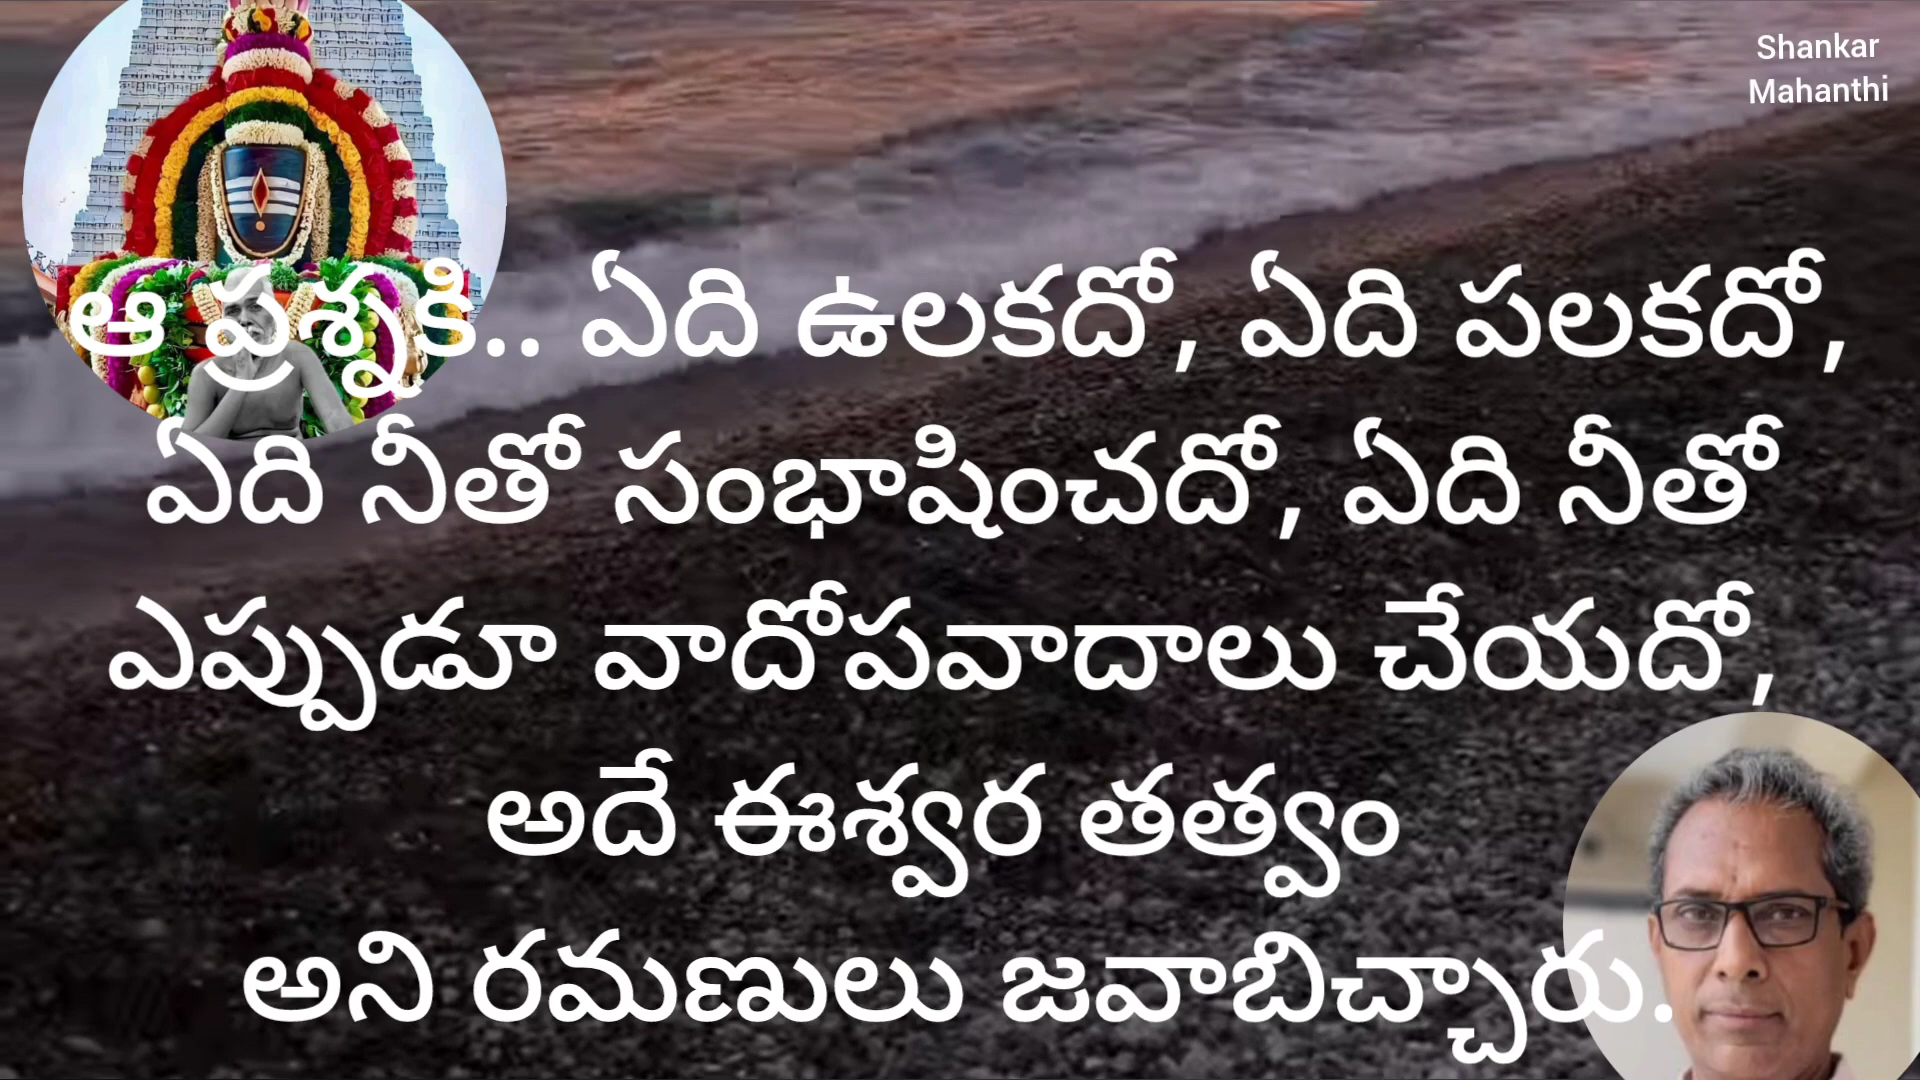 Shankar
Mahanthi
ఆ ప్రశ్నకి.. ఏది ఉలకదో, ఏది పలకదో,
ఏది నీతో సంభాషించదో, ఏది నీతో
ఎప్పుడూ వాదోపవాదాలు చేయదో,
అదే ఈశ్వర తత్వం
అని రమణులు జవాబిచ్చారు.